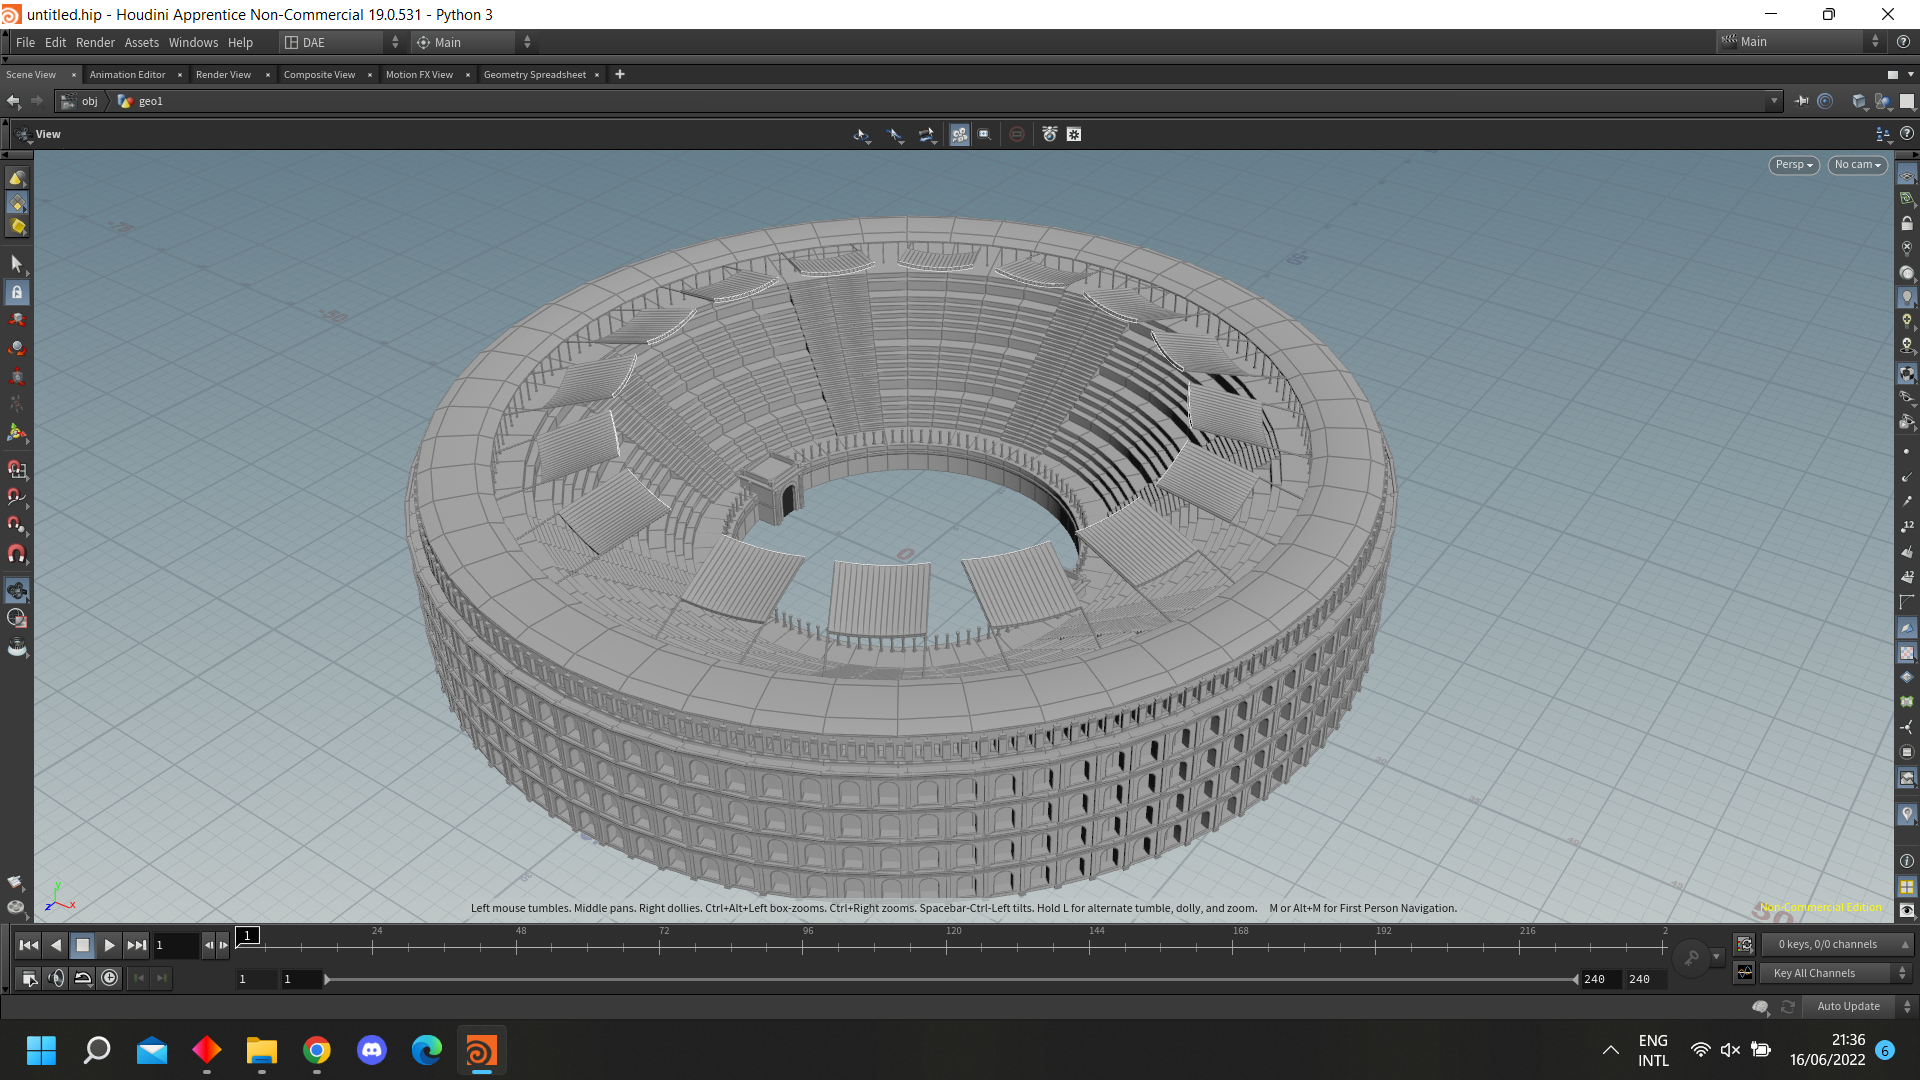 untitled.hip - Houdini Apprentice Non-Commercial 19.0.531 - Python 3
File Edit Render Assets Windows Help DAE Main Main
Scene View Animation Editor Render View Composite View Motion FX View Geometry Spreadsheet
obj geo1
View
Persp No cam
0
12
12
y
z x
Left mouse tumbles. Middle pans. Right dollies. Ctrl+Alt+Left box-zooms. Ctrl+Right zooms. Spacebar-Ctrl-Left tilts. Hold L for alternate tumble, dolly, and zoom. M or Alt+M for First Person Navigation.
Non-Commercial Edition
1 1 24 48 72 96 120 144 168 192 216 2
0 keys, 0/0 channels
1 1 240 240
Key All Channels
Auto Update
ENG
INTL
21:36
16/06/2022
6